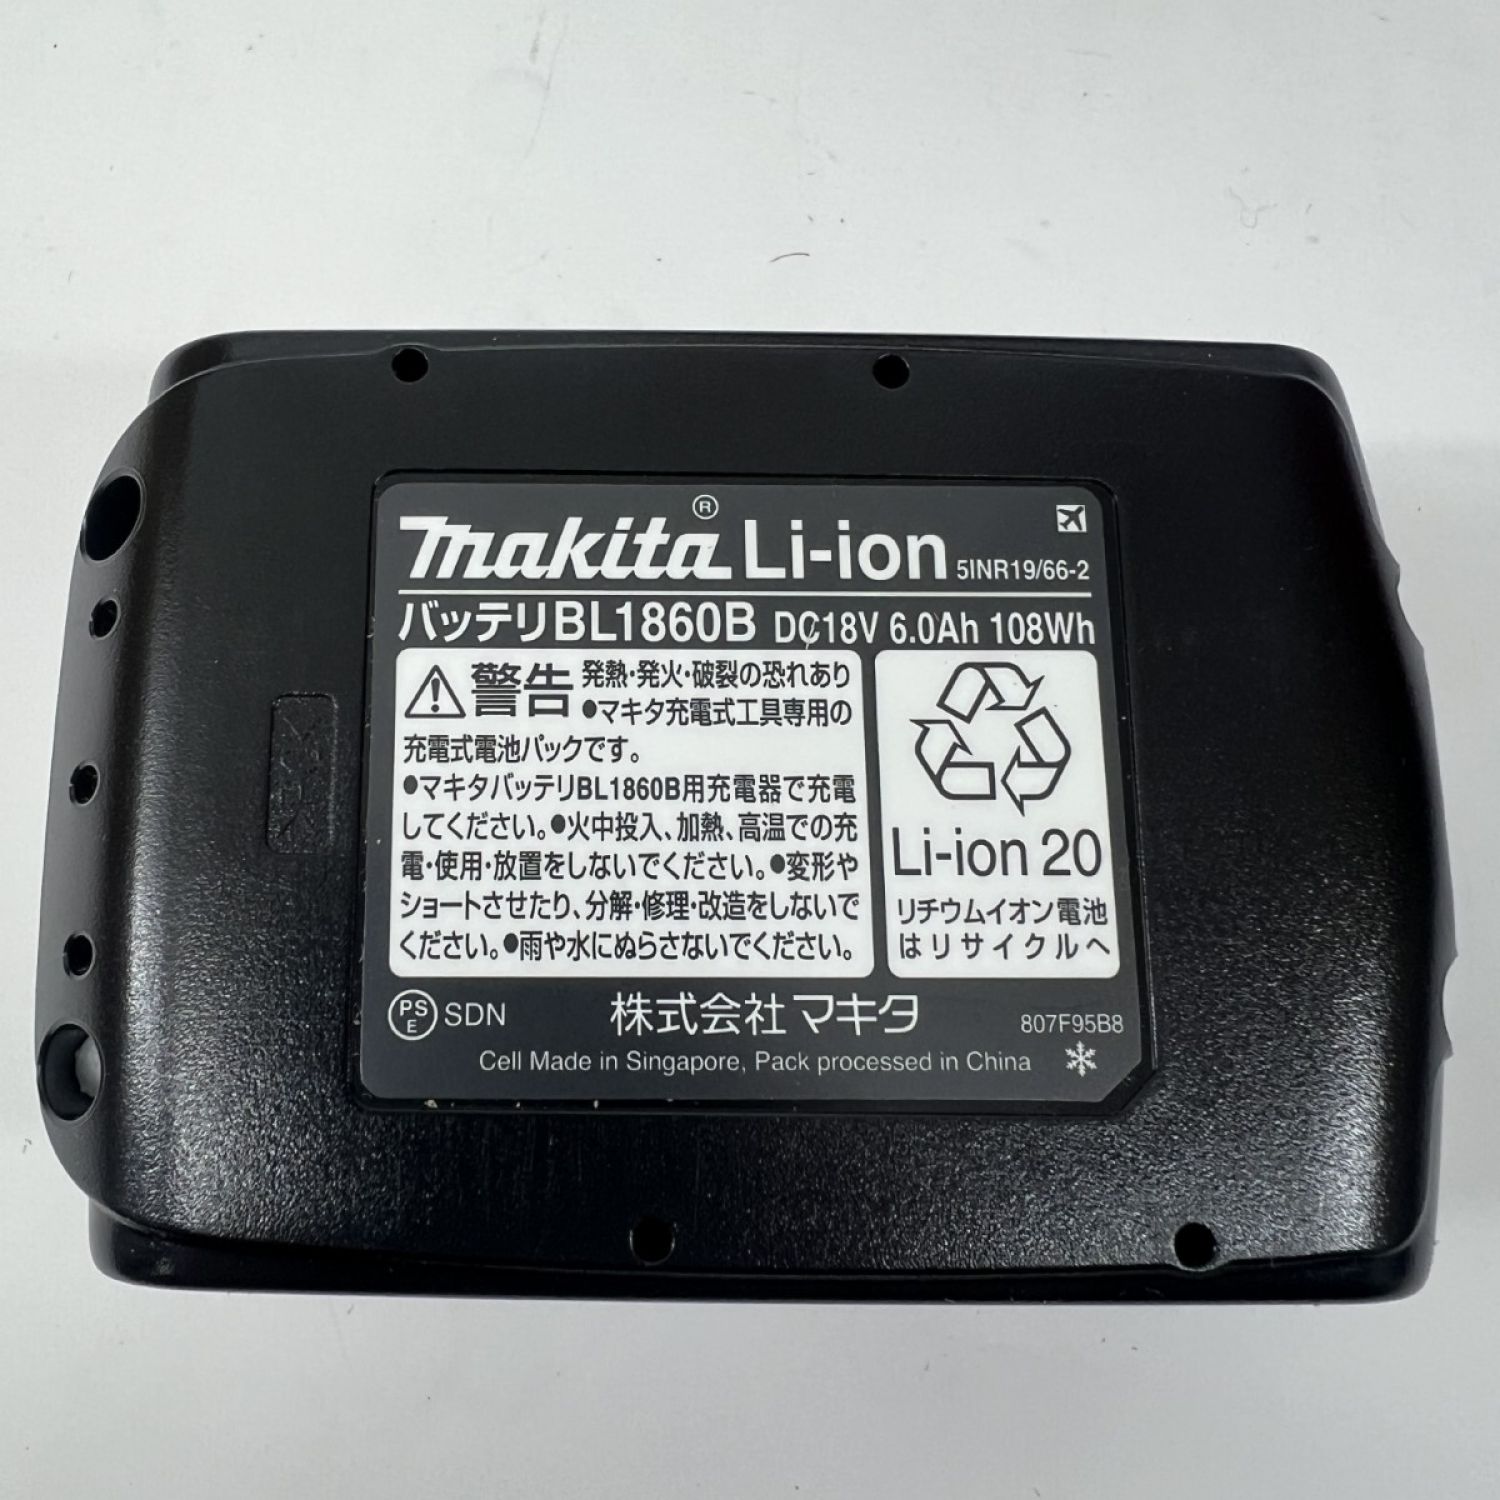 makita® Li-ion 5INR19/66-2
バッテリBL1860B DC18V 6.0Ah 108Wh
警告 発熱・発火・破裂の恐れあり
●マキタ充電式工具専用の
充電式電池パックです。
●マキタバッテリBL1860B用充電器で充電
してください。●火中投入、加熱、高温での充
電・使用・放置をしないでください。●変形や
ショートさせたり、分解・修理・改造をしないで
ください。●雨や水にぬらさないでください。
Li-ion 20
リチウムイオン電池
はリサイクルへ
PSE SDN 株式会社マキタ 807F95B8
Cell Made in Singapore, Pack processed in China